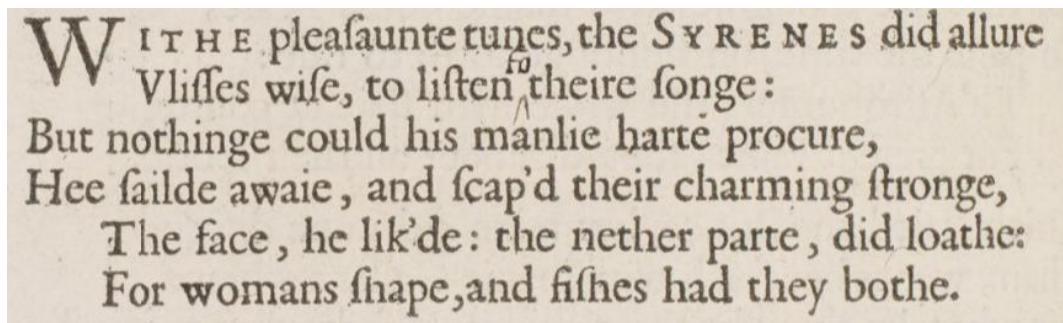 WITHE pleaſaunte tunes, the SYRENES did allure
Vliſſes wiſe, to liſten to theire ſonge:
But nothinge could his manlie harte procure,
Hee ſailde awaie, and ſcap'd their charming ſtronge,
The face, he lik'de: the nether parte, did loathe:
For womans ſhape, and fiſhes had they bothe.